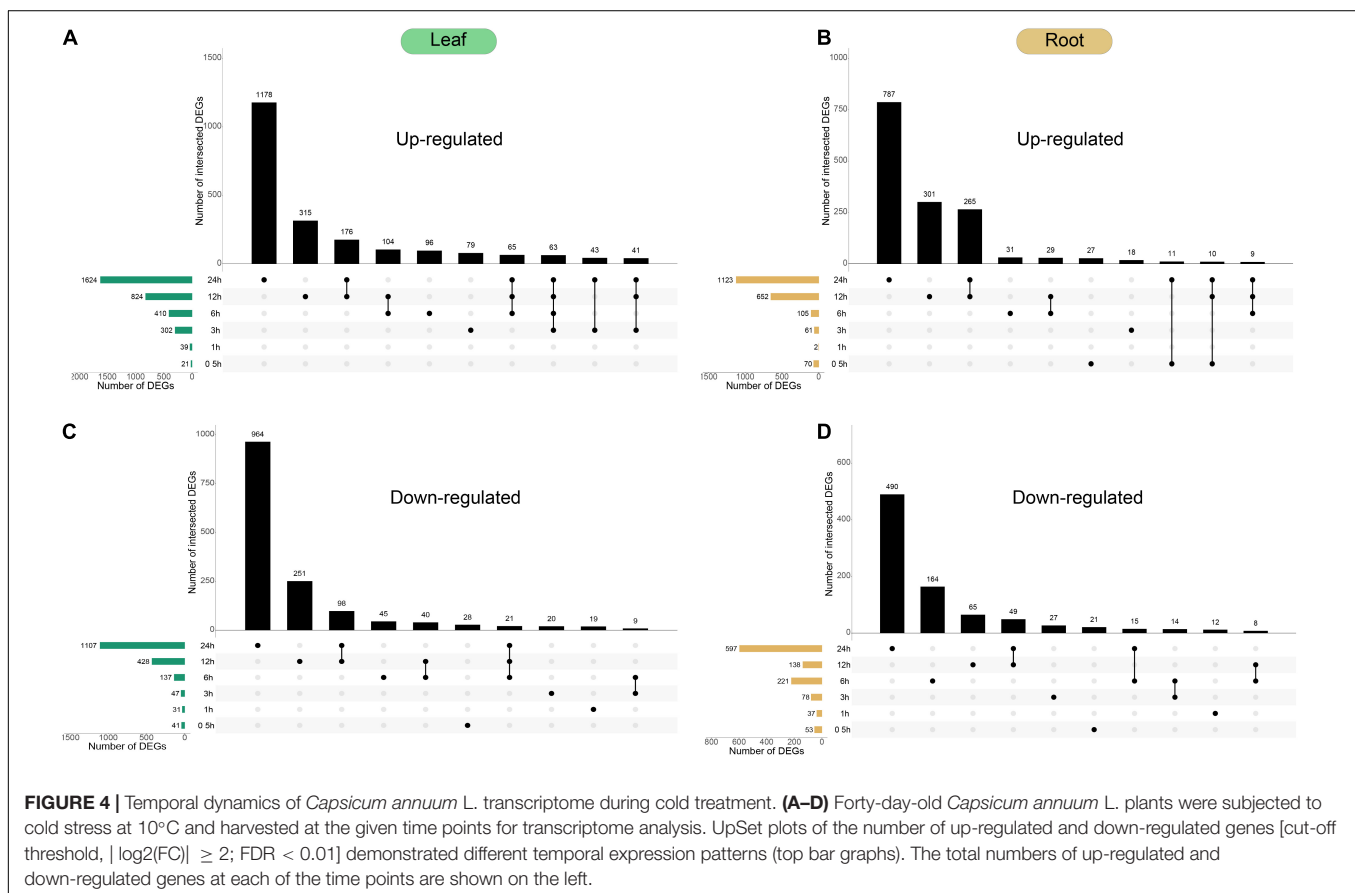 A
Leaf
1500
1000
500
0
Number of intersected DEGs
Up-regulated
1178
315
176
104
96
79
65
63
43
41
1624
824
410
302
39
21
24h
12h
6h
3h
1h
0 5h
2000 1500 1000 500 0
Number of DEGs
B
Root
1000
750
500
250
0
Number of intersected DEGs
Up-regulated
787
301
265
31
29
27
18
11
10
9
1123
652
105
61
2
70
24h
12h
6h
3h
1h
0 5h
1500 1000 500 0
Number of DEGs
C
1000
750
500
250
0
Number of intersected DEGs
Down-regulated
964
251
98
45
40
28
21
20
19
9
1107
428
137
47
31
41
24h
12h
6h
3h
1h
0 5h
1500 1000 500 0
Number of DEGs
D
600
400
200
0
Number of intersected DEGs
Down-regulated
490
164
65
49
27
21
15
14
12
8
597
138
221
78
37
53
24h
12h
6h
3h
1h
0 5h
800 600 400 200 0
Number of DEGs
FIGURE 4 | Temporal dynamics of Capsicum annuum L. transcriptome during cold treatment. (A–D) Forty-day-old Capsicum annuum L. plants were subjected to
cold stress at 10°C and harvested at the given time points for transcriptome analysis. UpSet plots of the number of up-regulated and down-regulated genes [cut-off
threshold, | log2(FC)| ≥ 2; FDR < 0.01] demonstrated different temporal expression patterns (top bar graphs). The total numbers of up-regulated and
down-regulated genes at each of the time points are shown on the left.